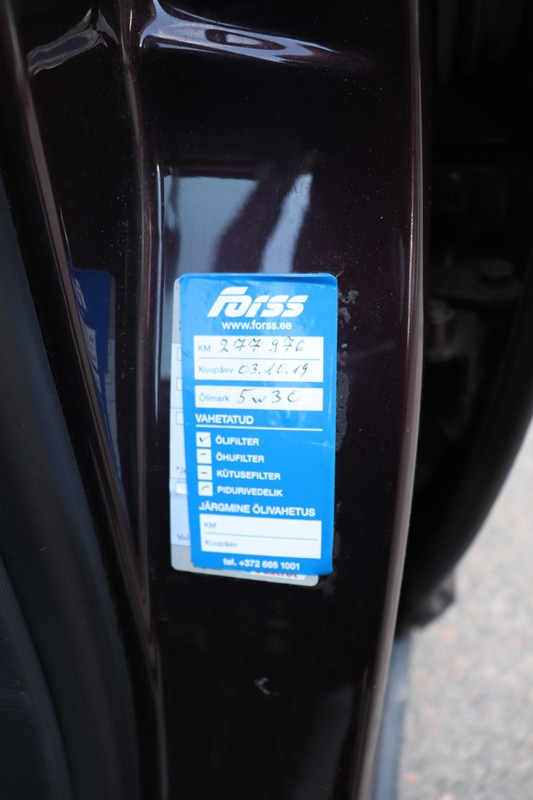 Forss
www.forss.ee
KM 277 976
Kuupäev 03.10.19
Õlimark 5w30
VAHETATUD
ÕLIFILTER
ÕHUFILTER
KÜTUSEFILTER
PIDURIVEDELIK
JÄRGMINE ÕLIVAHETUS
KM
Kuupäev
tel. +372 665 1001